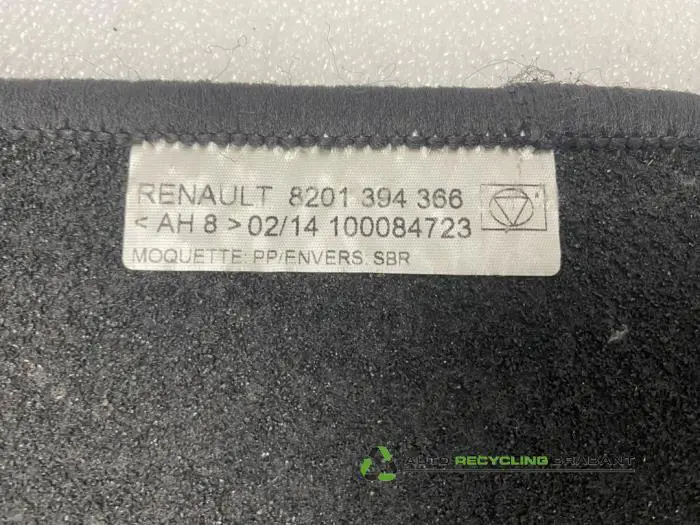 RENAULT 8201 394 366
< AH 8 > 02/14 100084723
MOQUETTE: PP/ENVERS: SBR
AUTO RECYCLING BRABANT